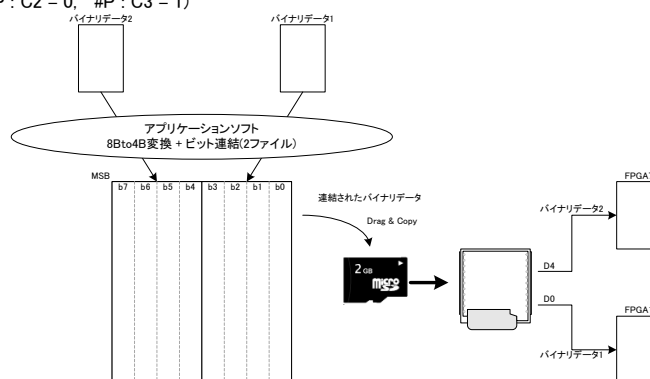 P : C2 = 0, #P : C3 = 1)
バイナリデータ2 バイナリデータ1
アプリケーションソフト
8Bto4B変換 + ビット連結(2ファイル)
MSB
b7 b6 b5 b4 b3 b2 b1 b0
連結されたバイナリデータ
Drag & Copy
2 GB
micro
SD
FPGA
バイナリデータ2
D4
D0
FPGA
バイナリデータ1